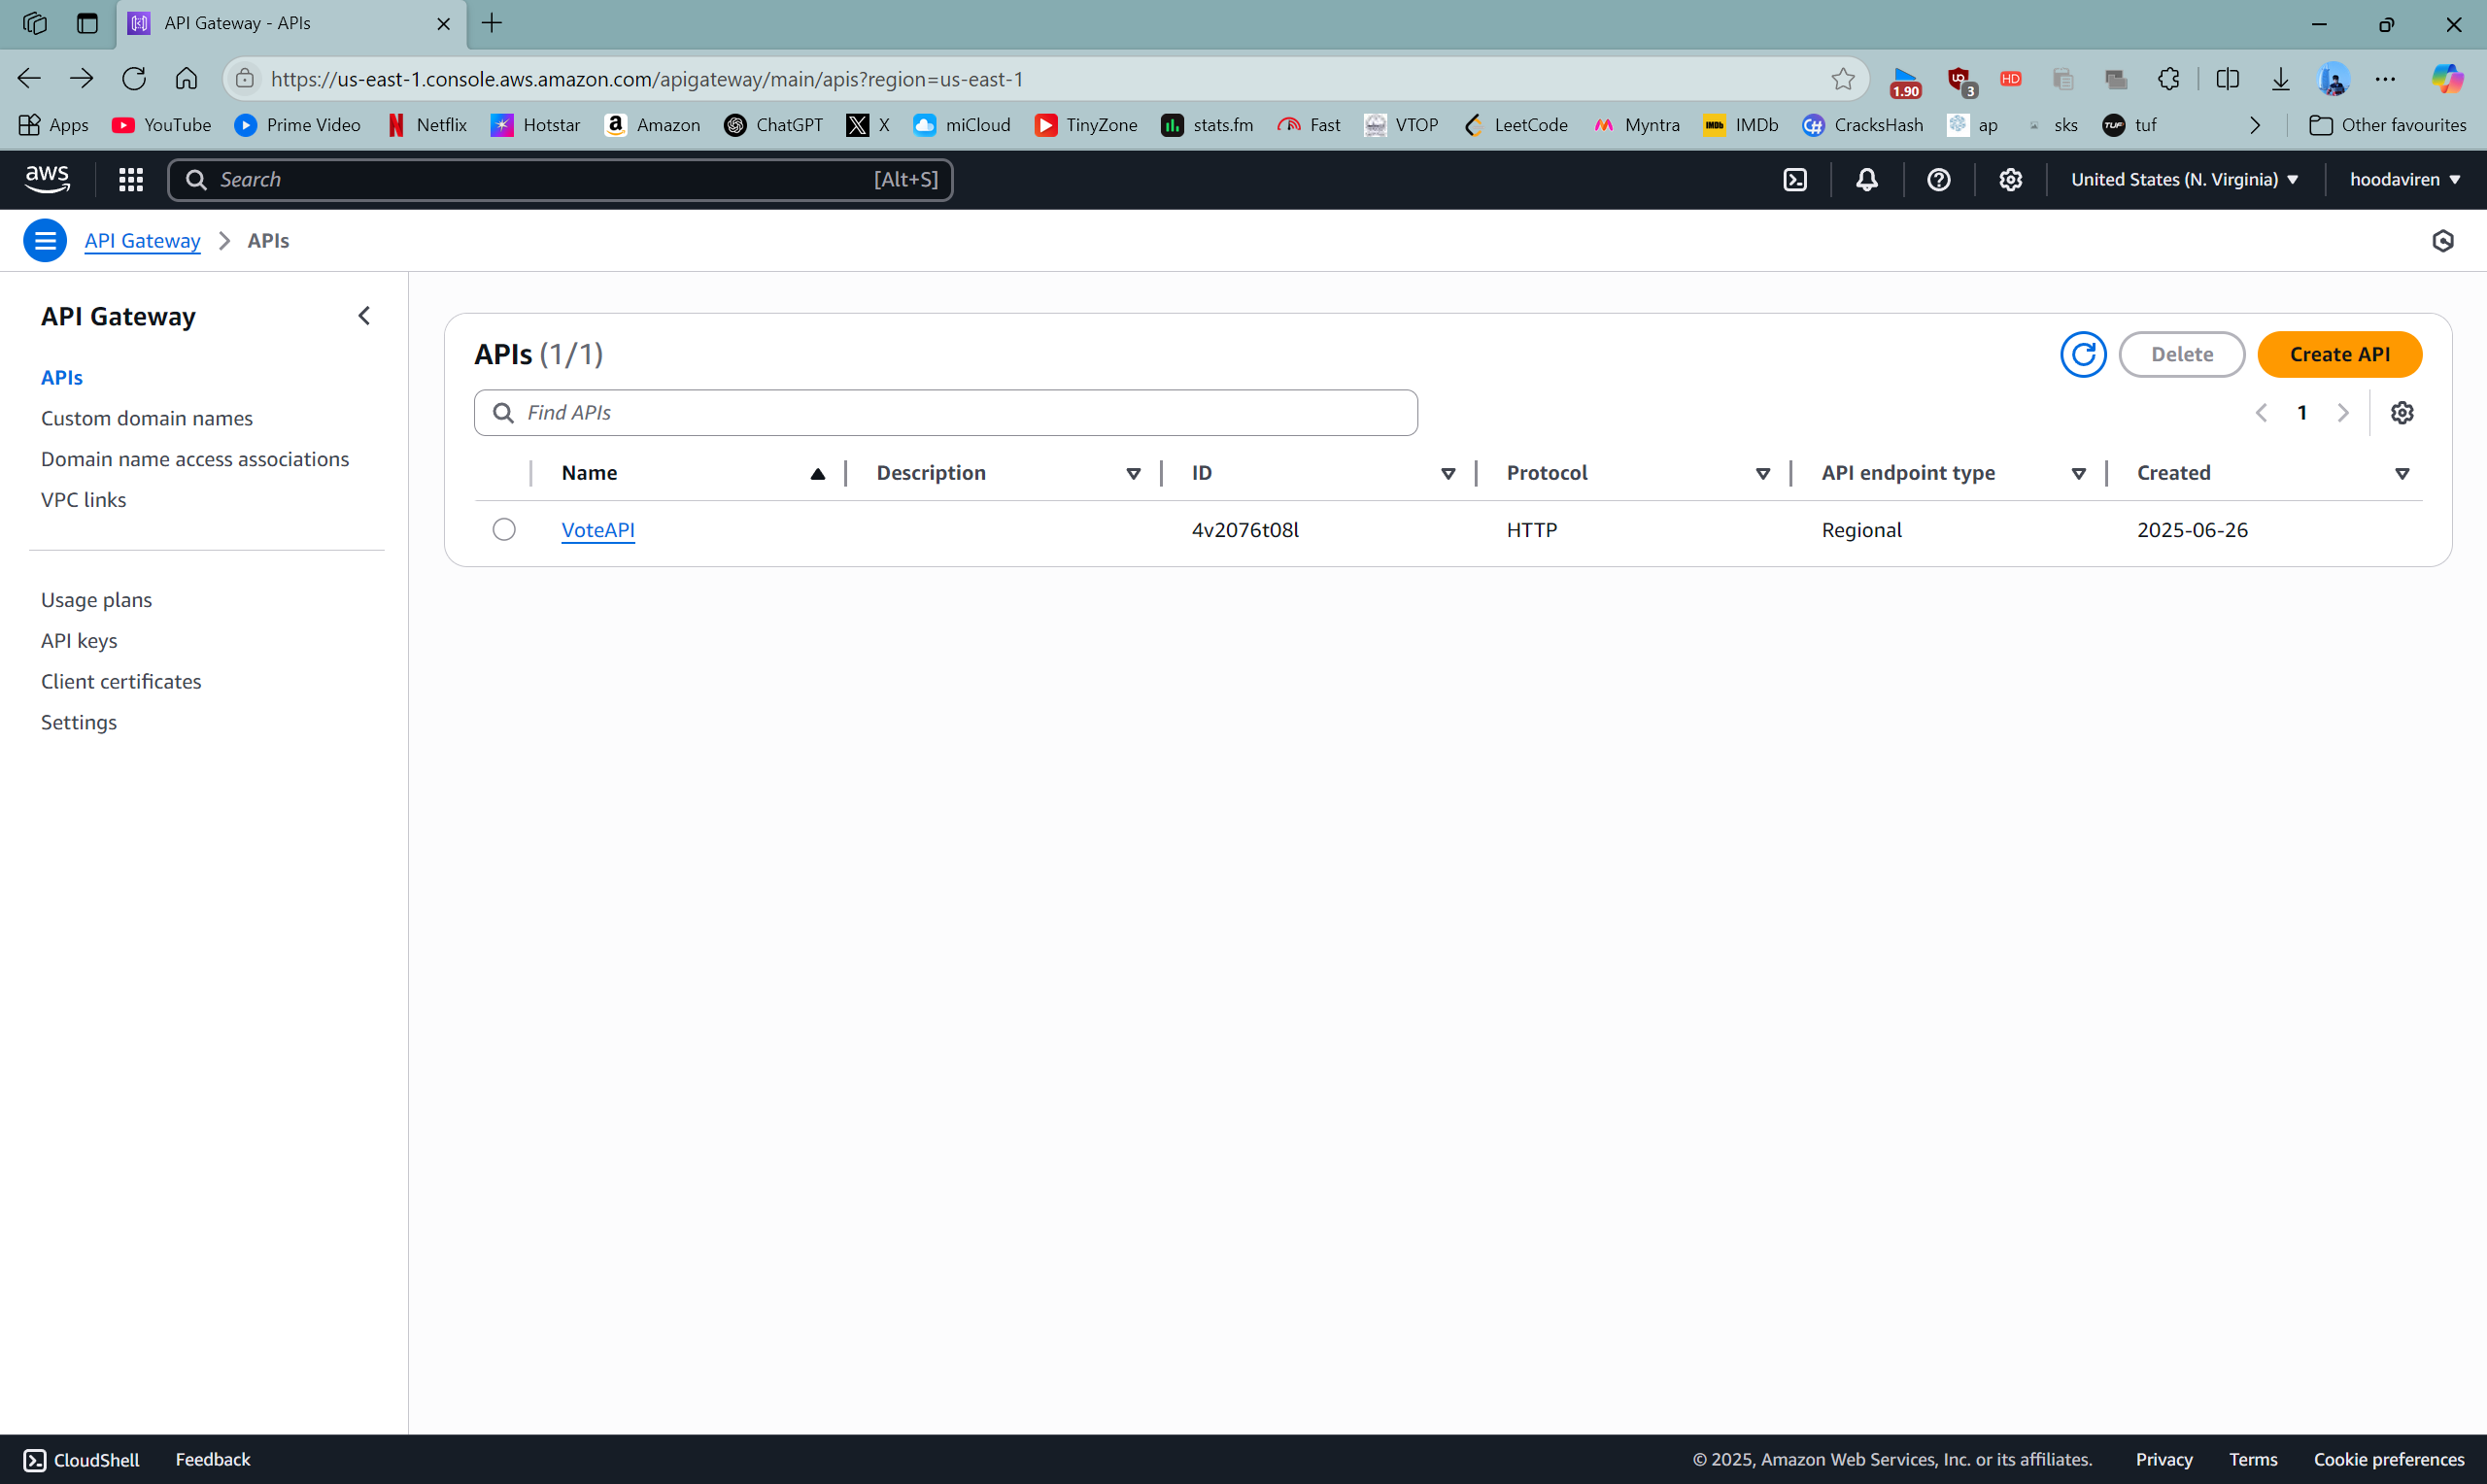 API Gateway - APIs
https://us-east-1.console.aws.amazon.com/apigateway/main/apis?region=us-east-1
1.90
3
HD
Apps YouTube Prime Video Netflix Hotstar Amazon ChatGPT X miCloud TinyZone stats.fm Fast VTOP LeetCode Myntra IMDb IMDb CracksHash ap sks TUF tuf Other favourites
aws Search [Alt+S] United States (N. Virginia) hoodaviren
API Gateway APIs
API Gateway
APIs
Custom domain names
Domain name access associations
VPC links
Usage plans
API keys
Client certificates
Settings
APIs (1/1) Delete Create API
Find APIs 1
Name Description ID Protocol API endpoint type Created
VoteAPI 4v2076t08l HTTP Regional 2025-06-26
CloudShell Feedback © 2025, Amazon Web Services, Inc. or its affiliates. Privacy Terms Cookie preferences